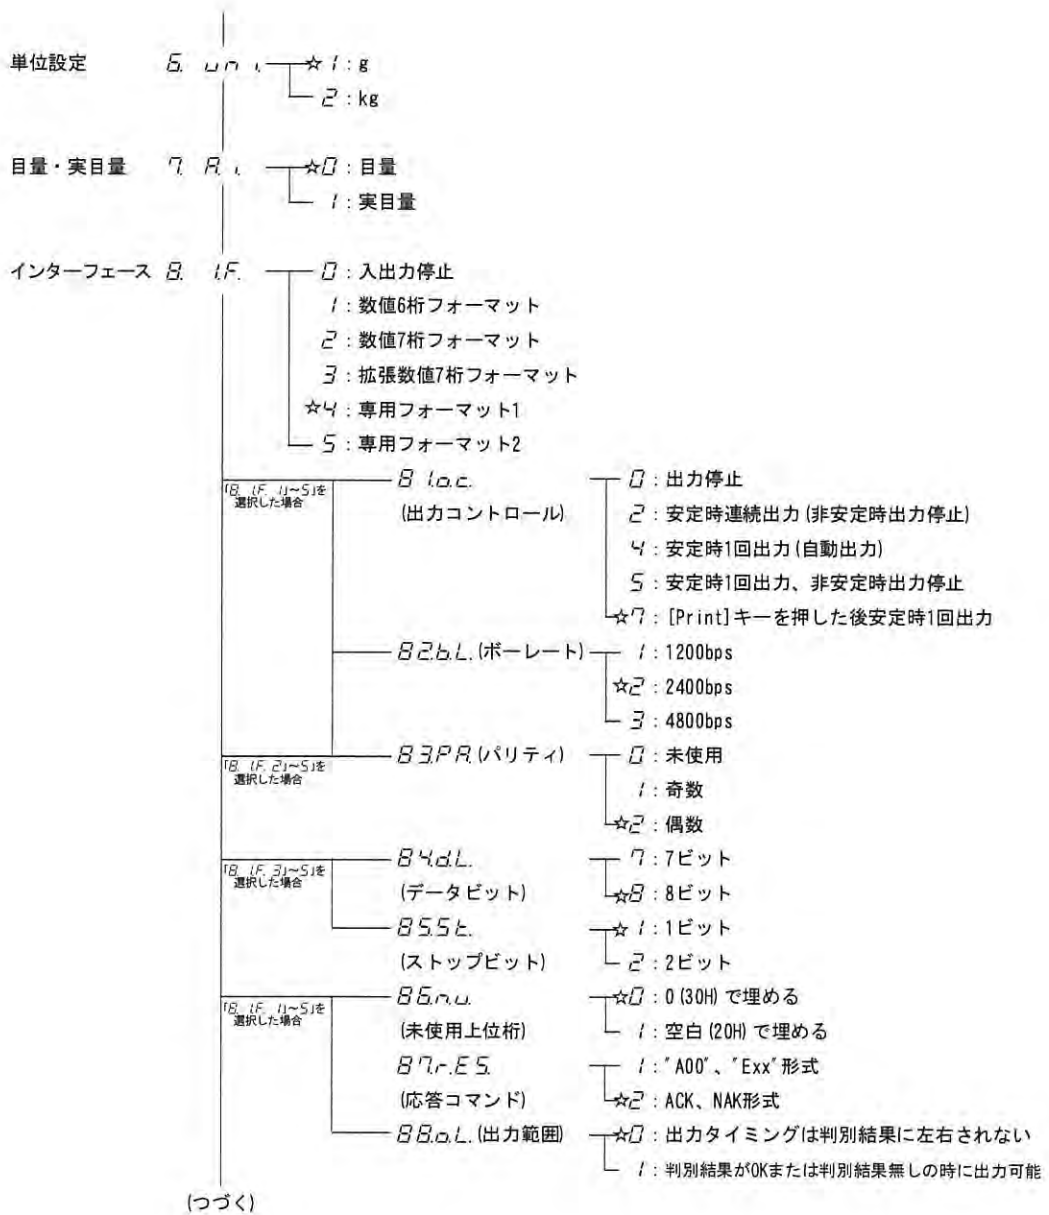 単位設定 6. uni. ☆1:g
2:kg
目量・実目量 7. A.i. ☆0:目量
1:実目量
インターフェース 8. I.F. 0:入出力停止
1:数値6桁フォーマット
2:数値7桁フォーマット
3:拡張数値7桁フォーマット
☆4:専用フォーマット1
5:専用フォーマット2
「8. I.F. 1」~5」を
選択した場合
81.o.c. 0:出力停止
(出力コントロール) 2:安定時連続出力(非安定時出力停止)
4:安定時1回出力(自動出力)
5:安定時1回出力、非安定時出力停止
☆7:[Print]キーを押した後安定時1回出力
82.b.L.(ボーレート) 1:1200bps
☆2:2400bps
3:4800bps
「8. I.F. 2」~5」を
選択した場合
83.PA.(パリティ) 0:未使用
1:奇数
☆2:偶数
「8. I.F. 3」~5」を
選択した場合
84.d.L. 7:7ビット
(データビット) ☆8:8ビット
85.St. ☆1:1ビット
(ストップビット) 2:2ビット
「8. I.F. 1」~5」を
選択した場合
86.n.u. ☆0:0(30H)で埋める
(未使用上位桁) 1:空白(20H)で埋める
87.r.ES. 1:"A00"、"Exx"形式
(応答コマンド) ☆2:ACK、NAK形式
88.o.L.(出力範囲) ☆0:出力タイミングは判別結果に左右されない
1:判別結果がOKまたは判別結果無しの時に出力可能
(つづく)